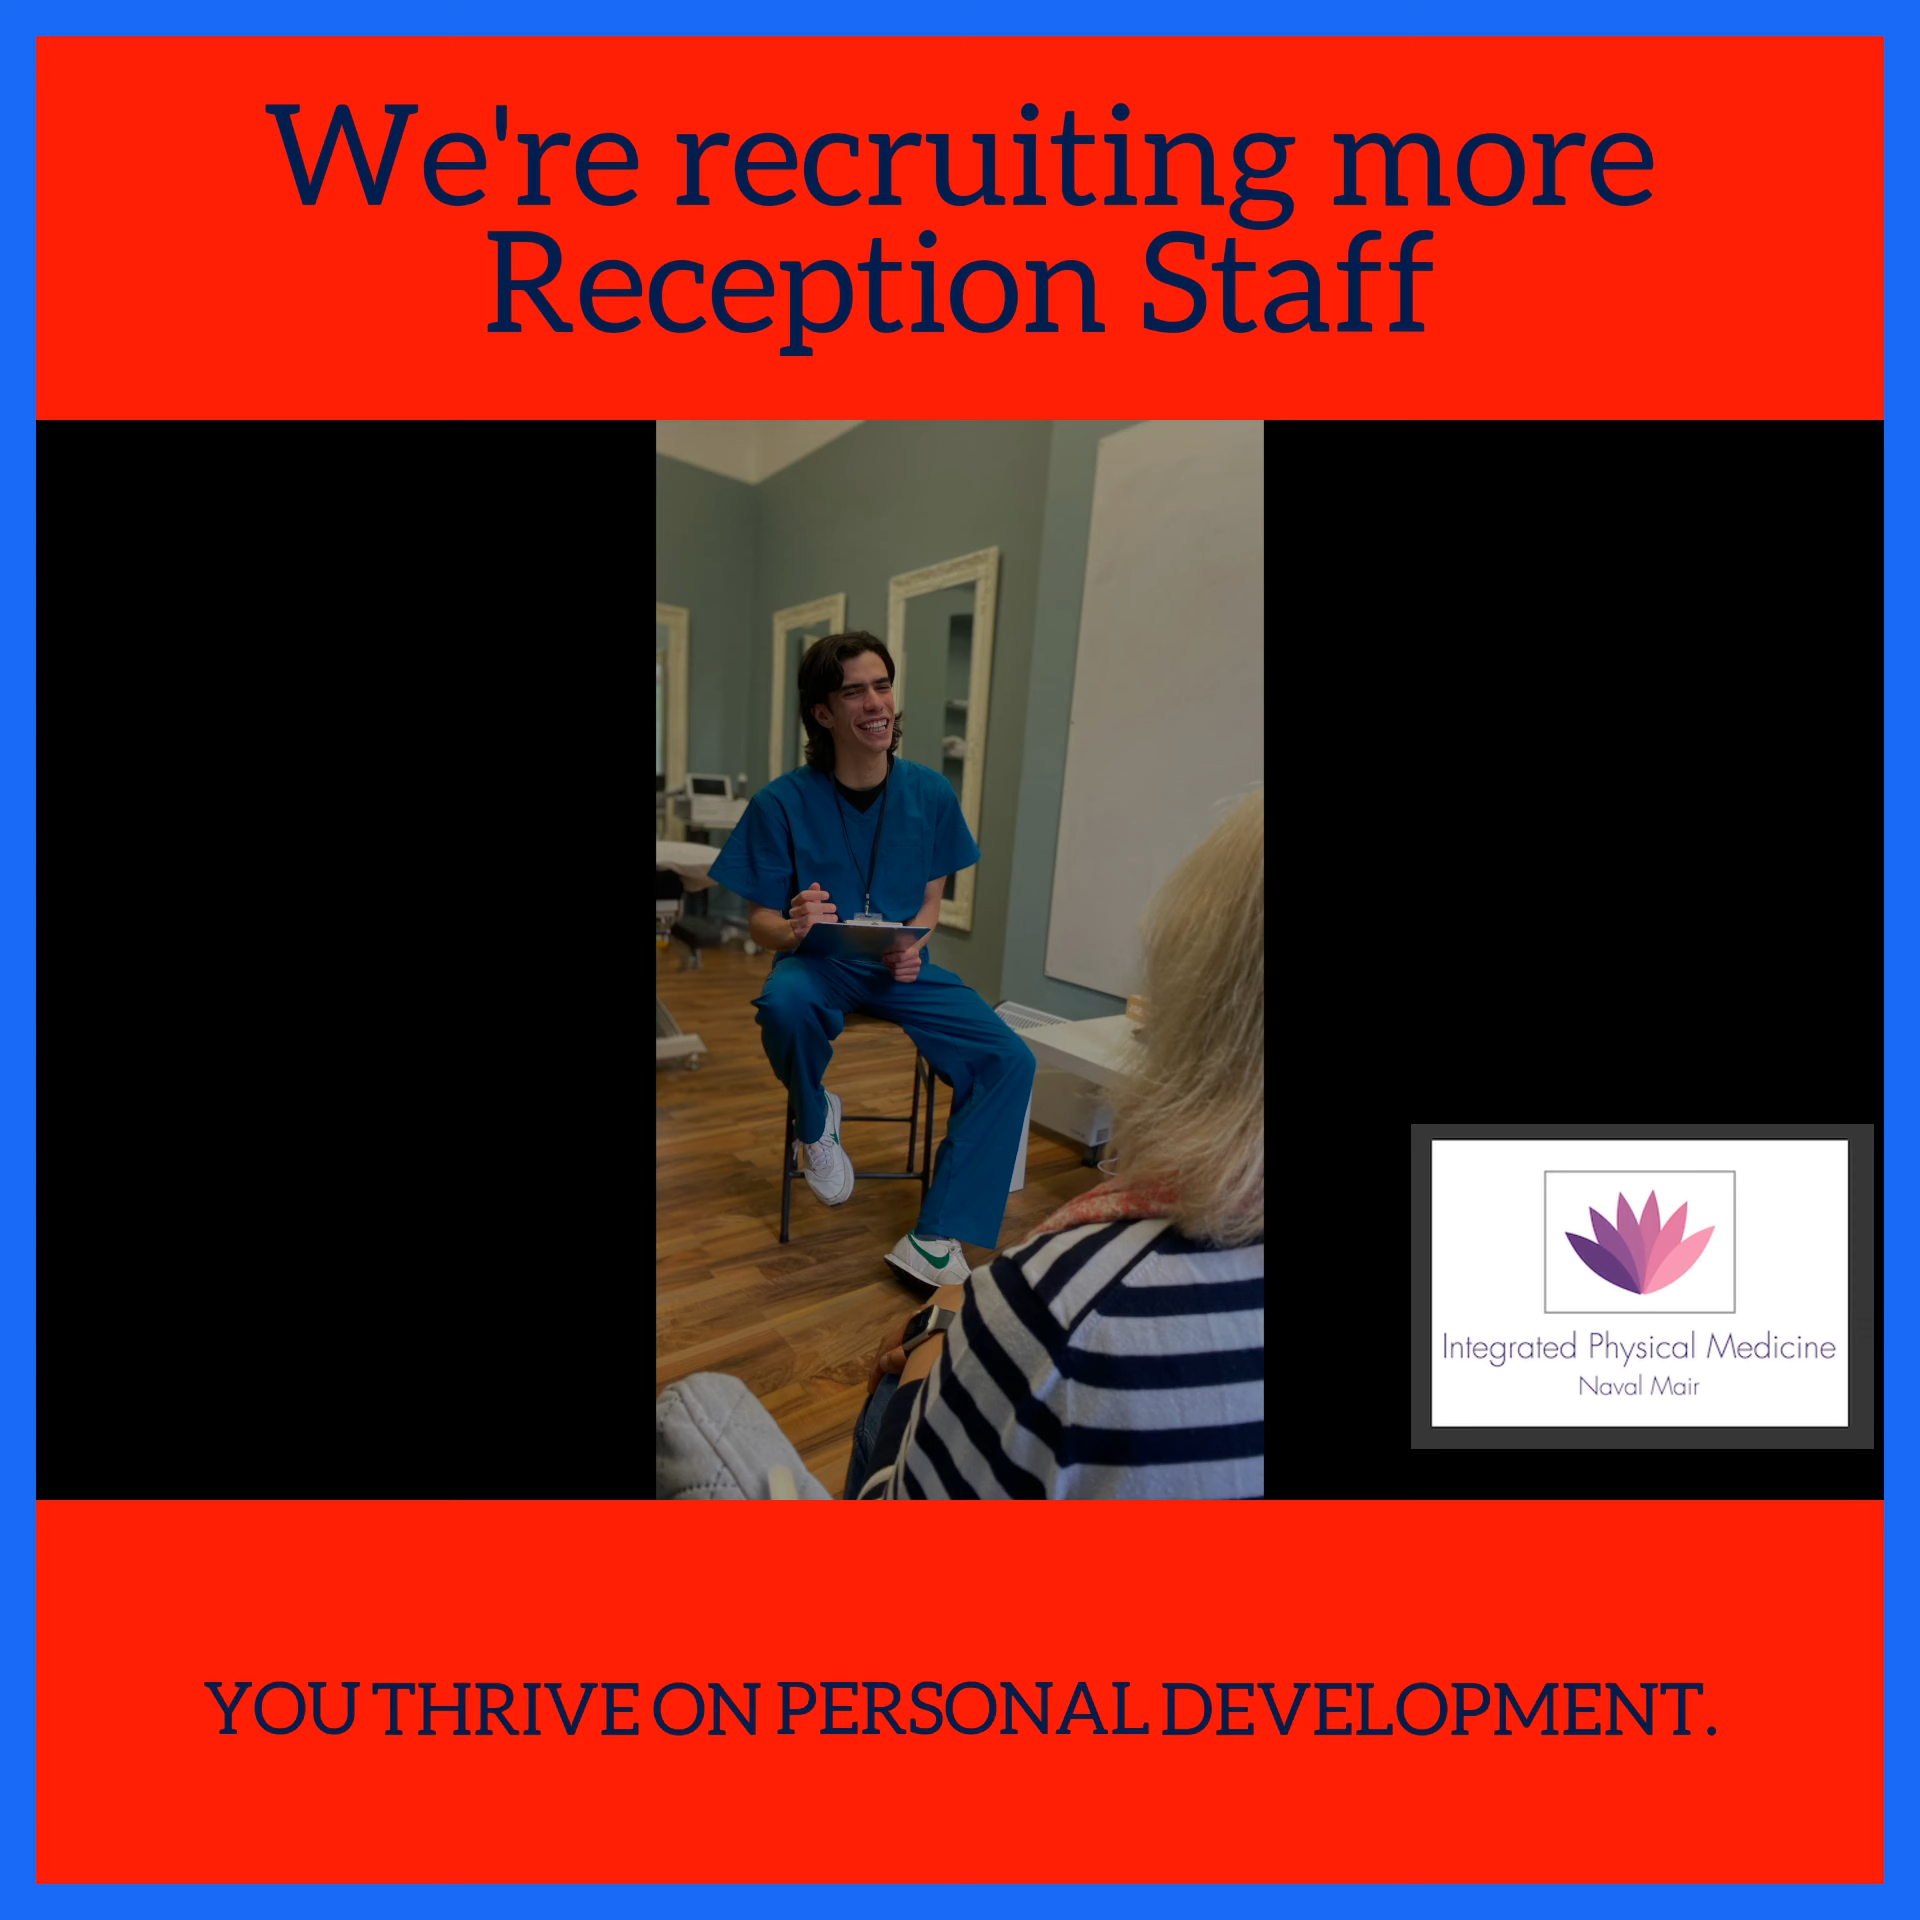 We're recruiting more
Reception Staff
Integrated Physical Medicine
Naval Mair
YOU THRIVE ON PERSONAL DEVELOPMENT.